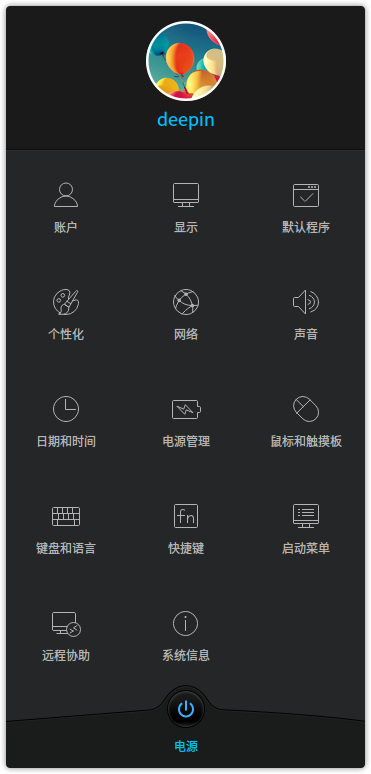 deepin
账户
显示
默认程序
个性化
网络
声音
日期和时间
电源管理
鼠标和触摸板
fn
键盘和语言
快捷键
启动菜单
远程协助
系统信息
电源